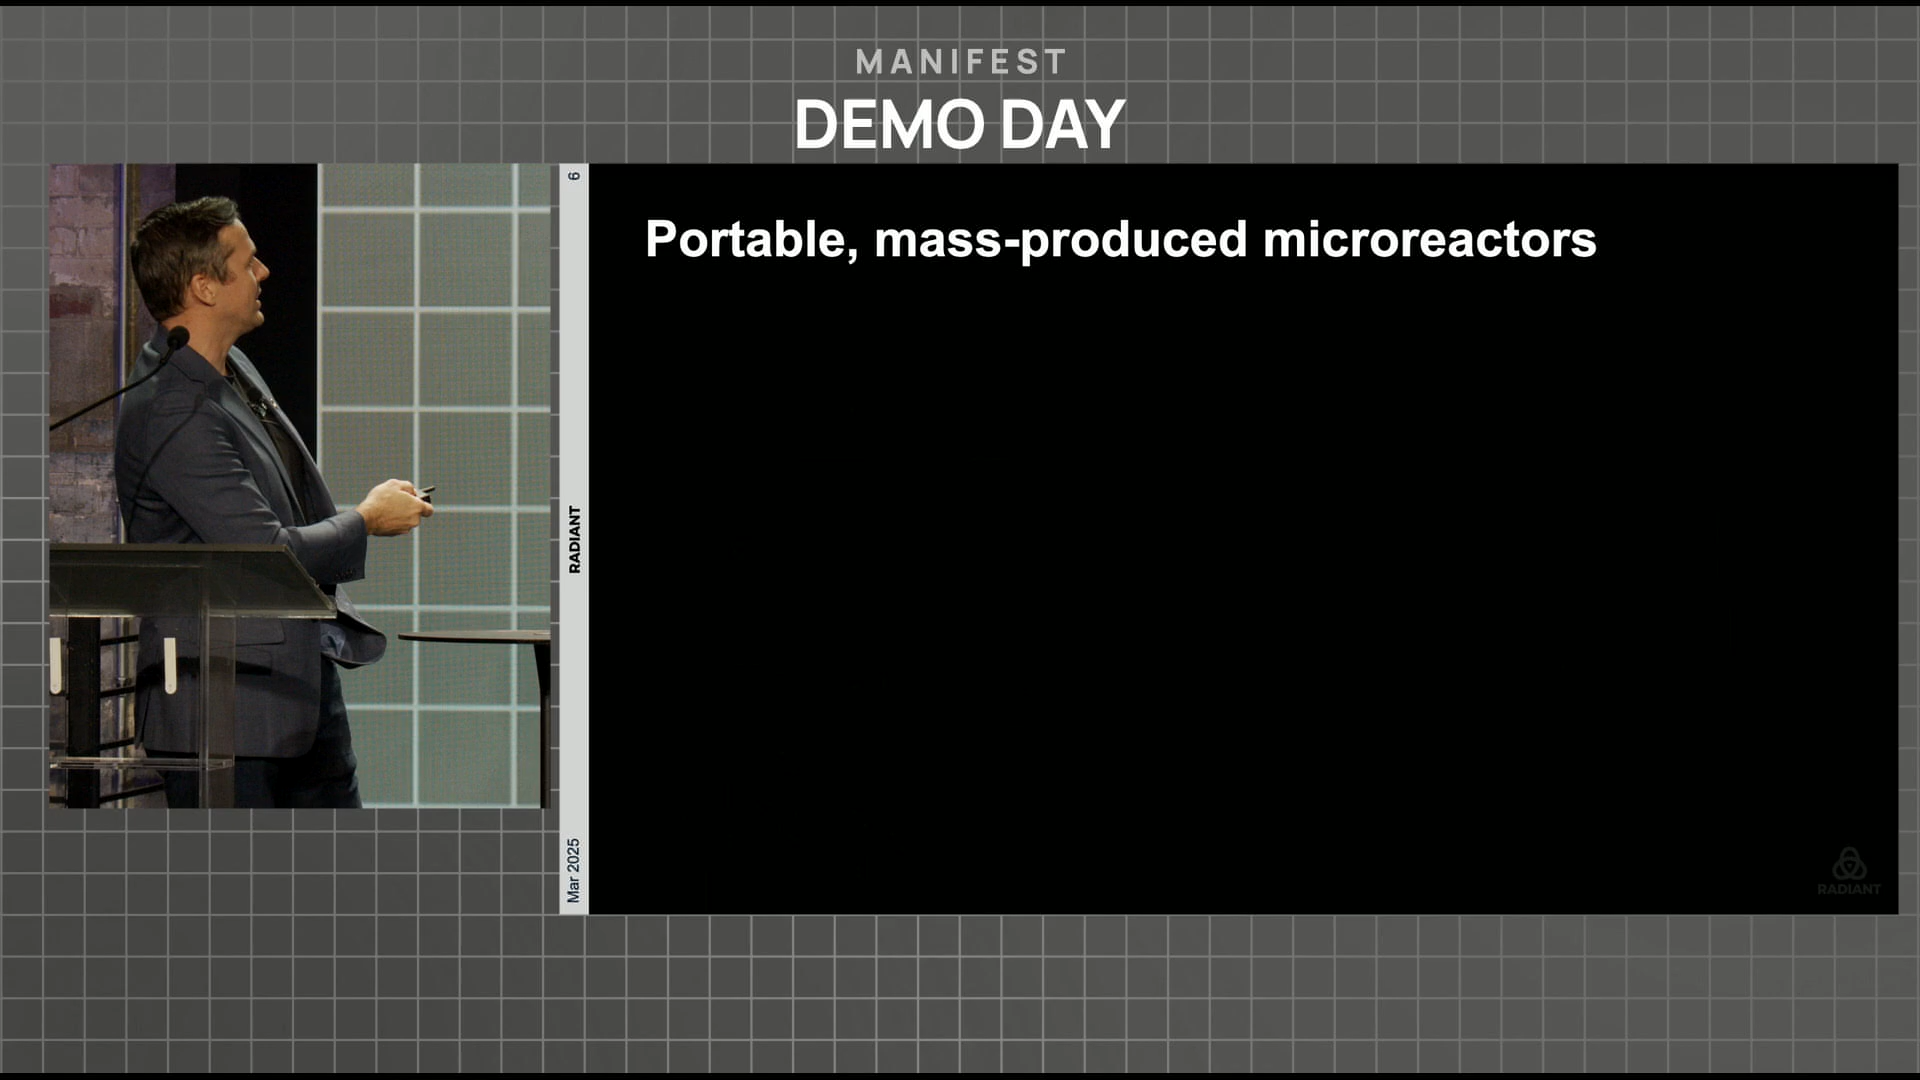 MANIFEST
DEMO DAY
6
RADIANT
Mar 2025
Portable, mass-produced microreactors
RADIANT